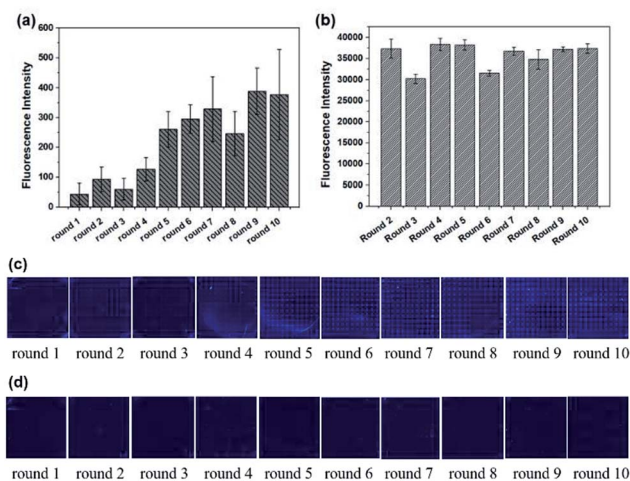 (a)
Fluorescence Intensity
600
500
400
300
200
100
0
round 1 round 2 round 3 round 4 round 5 round 6 round 7 round 8 round 9 round 10
(b)
Fluorescence Intensity
40000
35000
30000
25000
20000
15000
10000
5000
0
Round 2 Round 3 Round 4 Round 5 Round 6 Round 7 Round 8 Round 9 Round 10
(c)
round 1 round 2 round 3 round 4 round 5 round 6 round 7 round 8 round 9 round 10
(d)
round 1 round 2 round 3 round 4 round 5 round 6 round 7 round 8 round 9 round 10